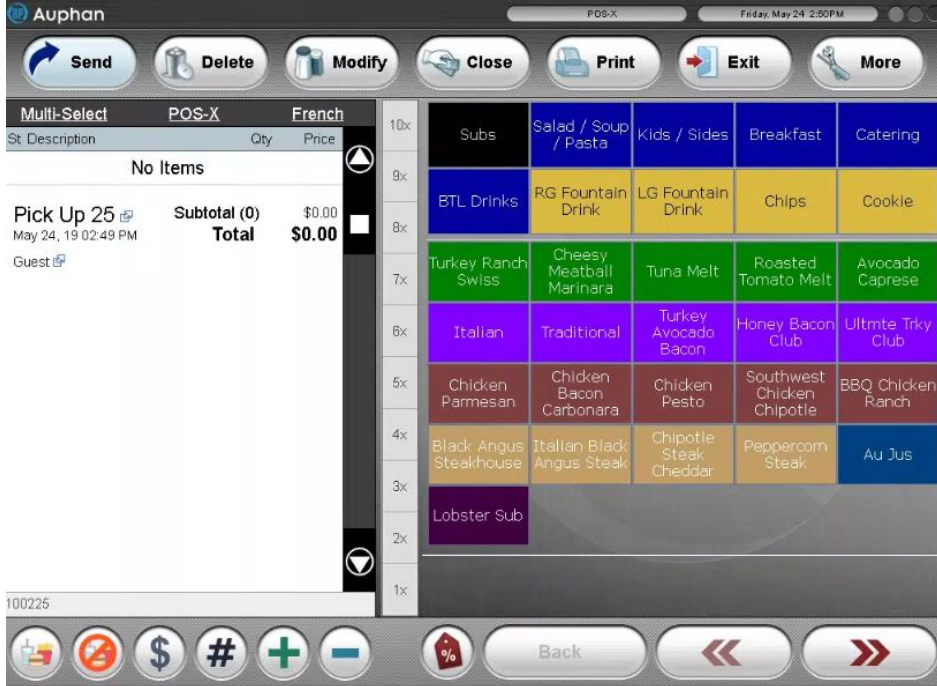 Auphan
POS-X
Friday, May 24 2:50PM
Send
Delete
Modify
Close
Print
Exit
More
Multi-Select
POS-X
French
St Description
Qty
Price
No Items
Pick Up 25
Subtotal (0)
$0.00
May 24, 19 02:49 PM
Total
$0.00
Guest
100225
10x
9x
8x
7x
6x
5x
4x
3x
2x
1x
Subs
Salad / Soup
/ Pasta
Kids / Sides
Breakfast
Catering
BTL Drinks
RG Fountain
Drink
LG Fountain
Drink
Chips
Cookie
Turkey Ranch
Swiss
Cheesy
Meatball
Marinara
Tuna Melt
Roasted
Tomato Melt
Avocado
Caprese
Italian
Traditional
Turkey
Avocado
Bacon
Honey Bacon
Club
Ultmte Trky
Club
Chicken
Parmesan
Chicken
Bacon
Carbonara
Chicken
Pesto
Southwest
Chicken
Chipotle
BBQ Chicken
Ranch
Black Angus
Steakhouse
Italian Black
Angus Steak
Chipotle
Steak
Cheddar
Peppercorn
Steak
Au Jus
Lobster Sub
$
#
+
-
%
Back